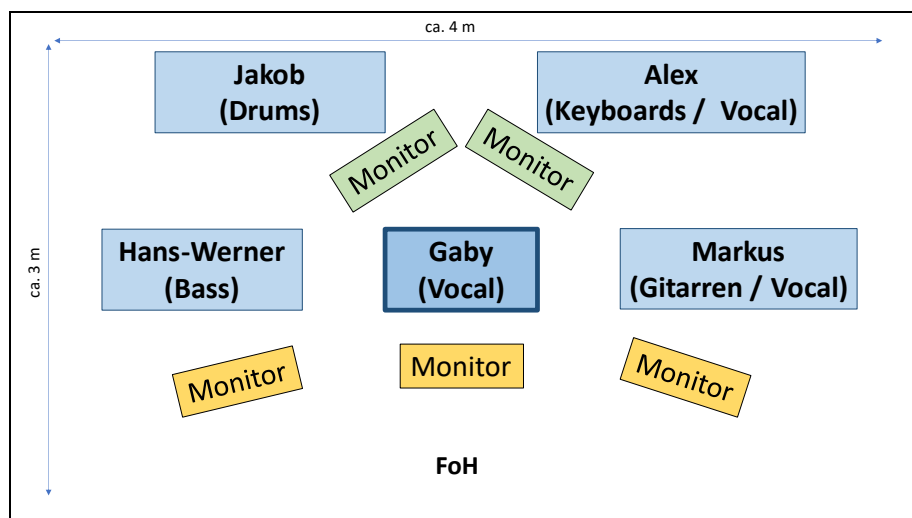 ca. 4 m
ca. 3 m
Jakob
(Drums)
Alex
(Keyboards /  Vocal)
Monitor
Monitor
Hans-Werner
(Bass)
Gaby
(Vocal)
Markus
(Gitarren / Vocal)
Monitor
Monitor
Monitor
FoH